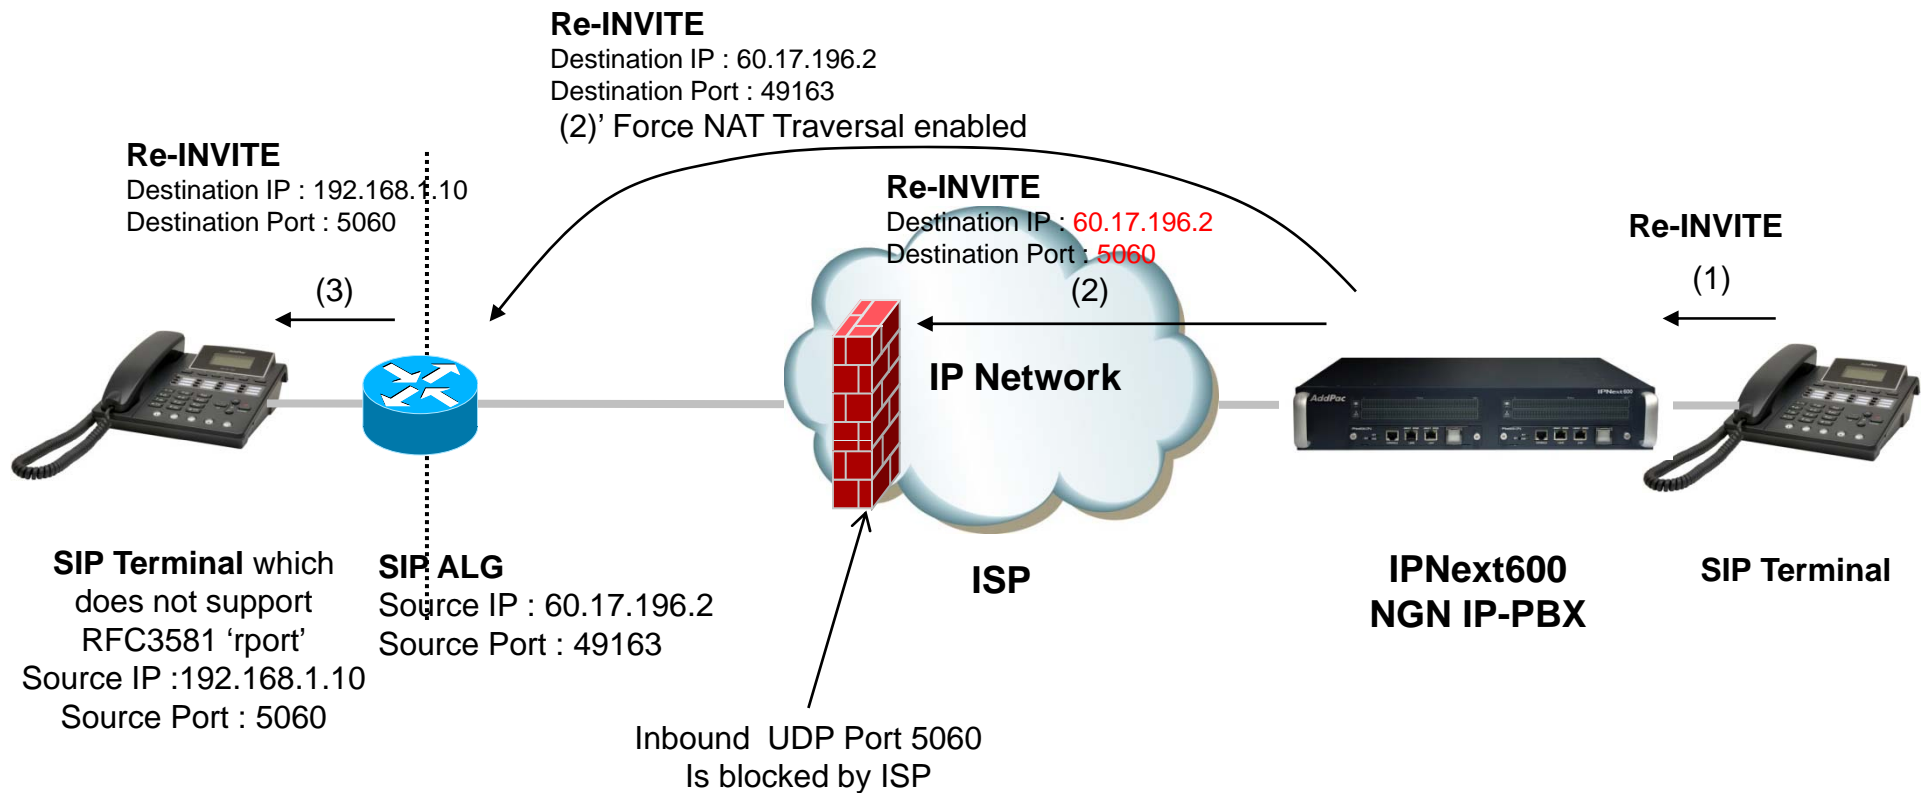 Re-INVITE
Destination IP : 60.17.196.2
Destination Port : 49163
(2)’ Force NAT Traversal enabled
Re-INVITE
Destination IP : 192.168.1.10
Destination Port : 5060
(3)
Re-INVITE
Destination IP : 60.17.196.2
Destination Port : 5060
(2)
Re-INVITE
(1)
IP Network
AddPac
IPNext600
SIP Terminal which
does not support
RFC3581 ‘rport’
Source IP :192.168.1.10
Source Port : 5060
SIP ALG
Source IP : 60.17.196.2
Source Port : 49163
ISP
IPNext600
NGN IP-PBX
SIP Terminal
Inbound UDP Port 5060
Is blocked by ISP